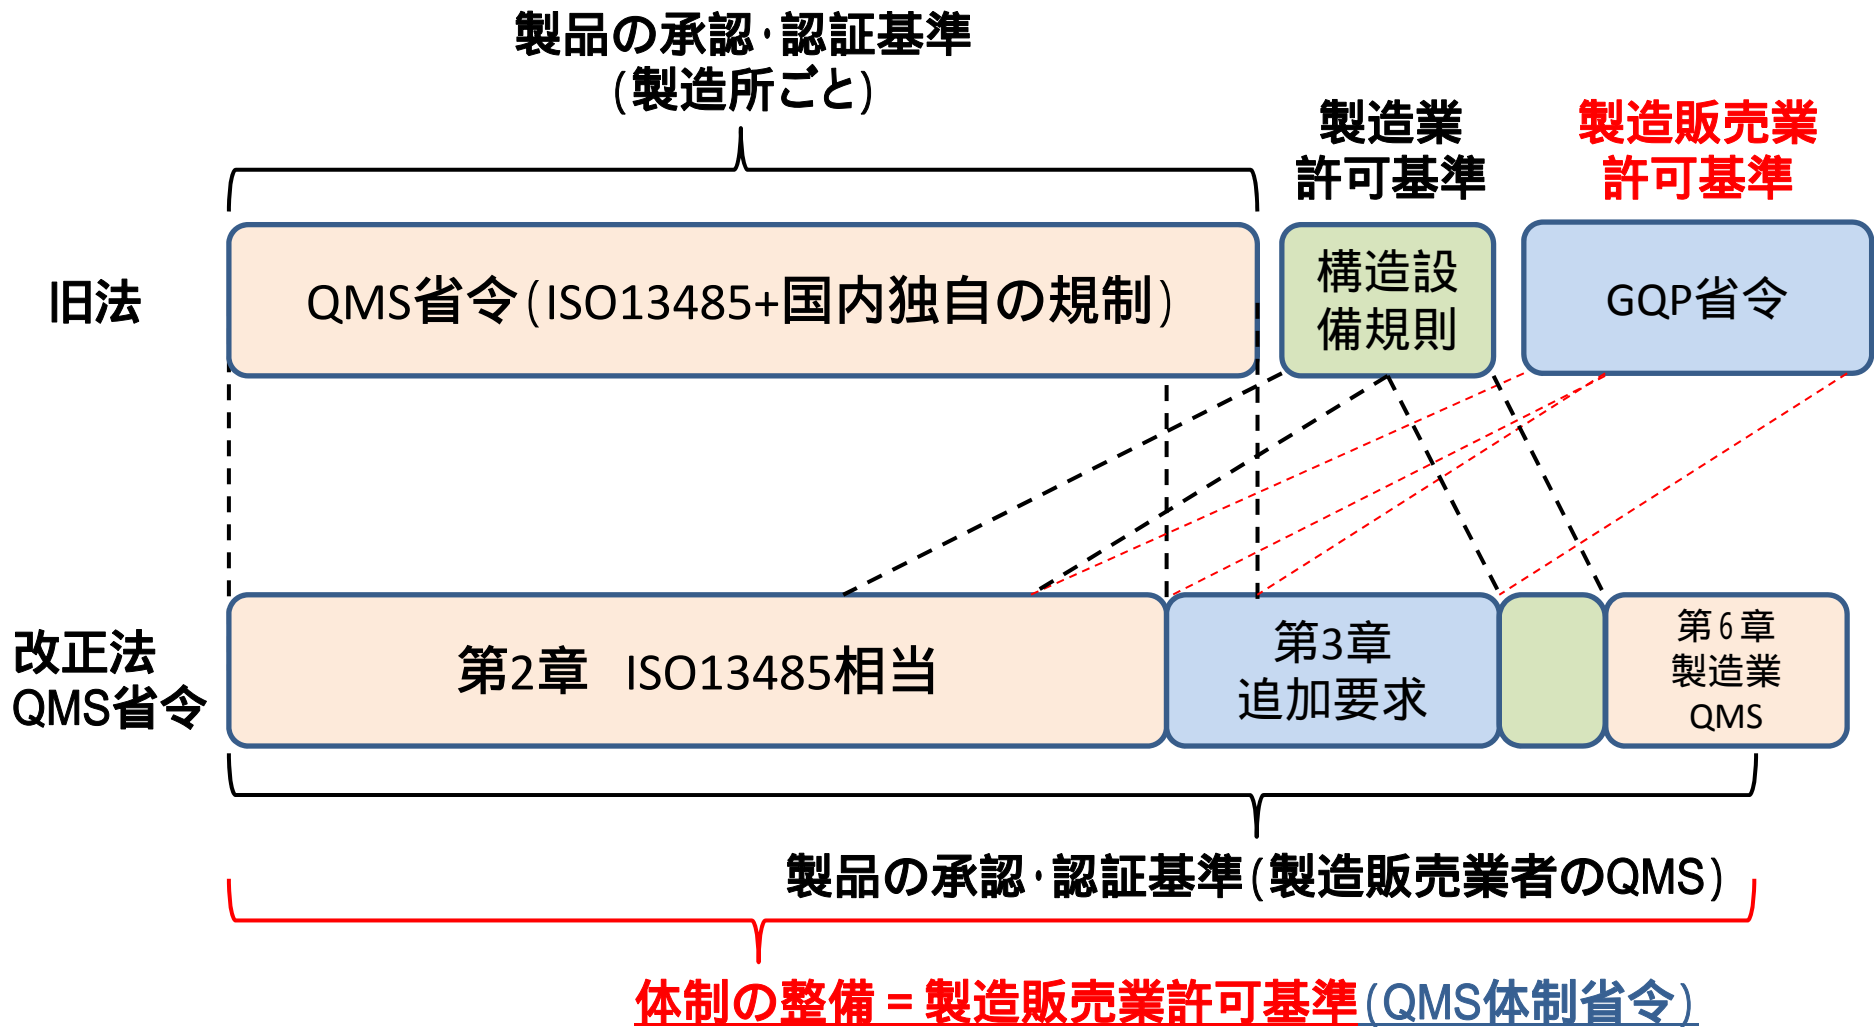 製品の承認･認証基準
(製造所ごと)
製造業
許可基準
製造販売業
許可基準
旧法
QMS省令(ISO13485+国内独自の規制)
構造設
備規則
GQP省令
改正法
QMS省令
第2章 ISO13485相当
第3章
追加要求
第6章
製造業
QMS
製品の承認･認証基準(製造販売業者のQMS)
体制の整備=製造販売業許可基準(QMS体制省令)